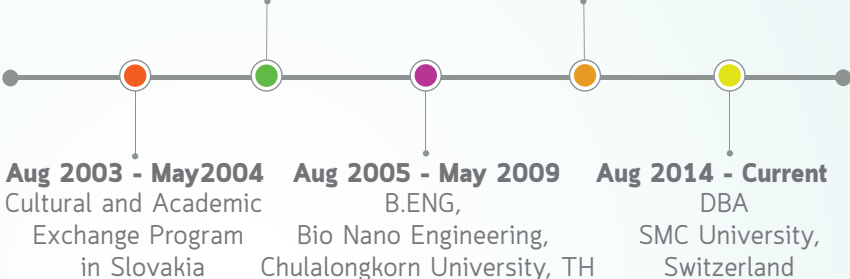 Aug 2003 - May2004
Cultural and Academic
Exchange Program
in Slovakia
Aug 2005 - May 2009
B.ENG,
Bio Nano Engineering,
Chulalongkorn University, TH
Aug 2014 - Current
DBA
SMC University,
Switzerland